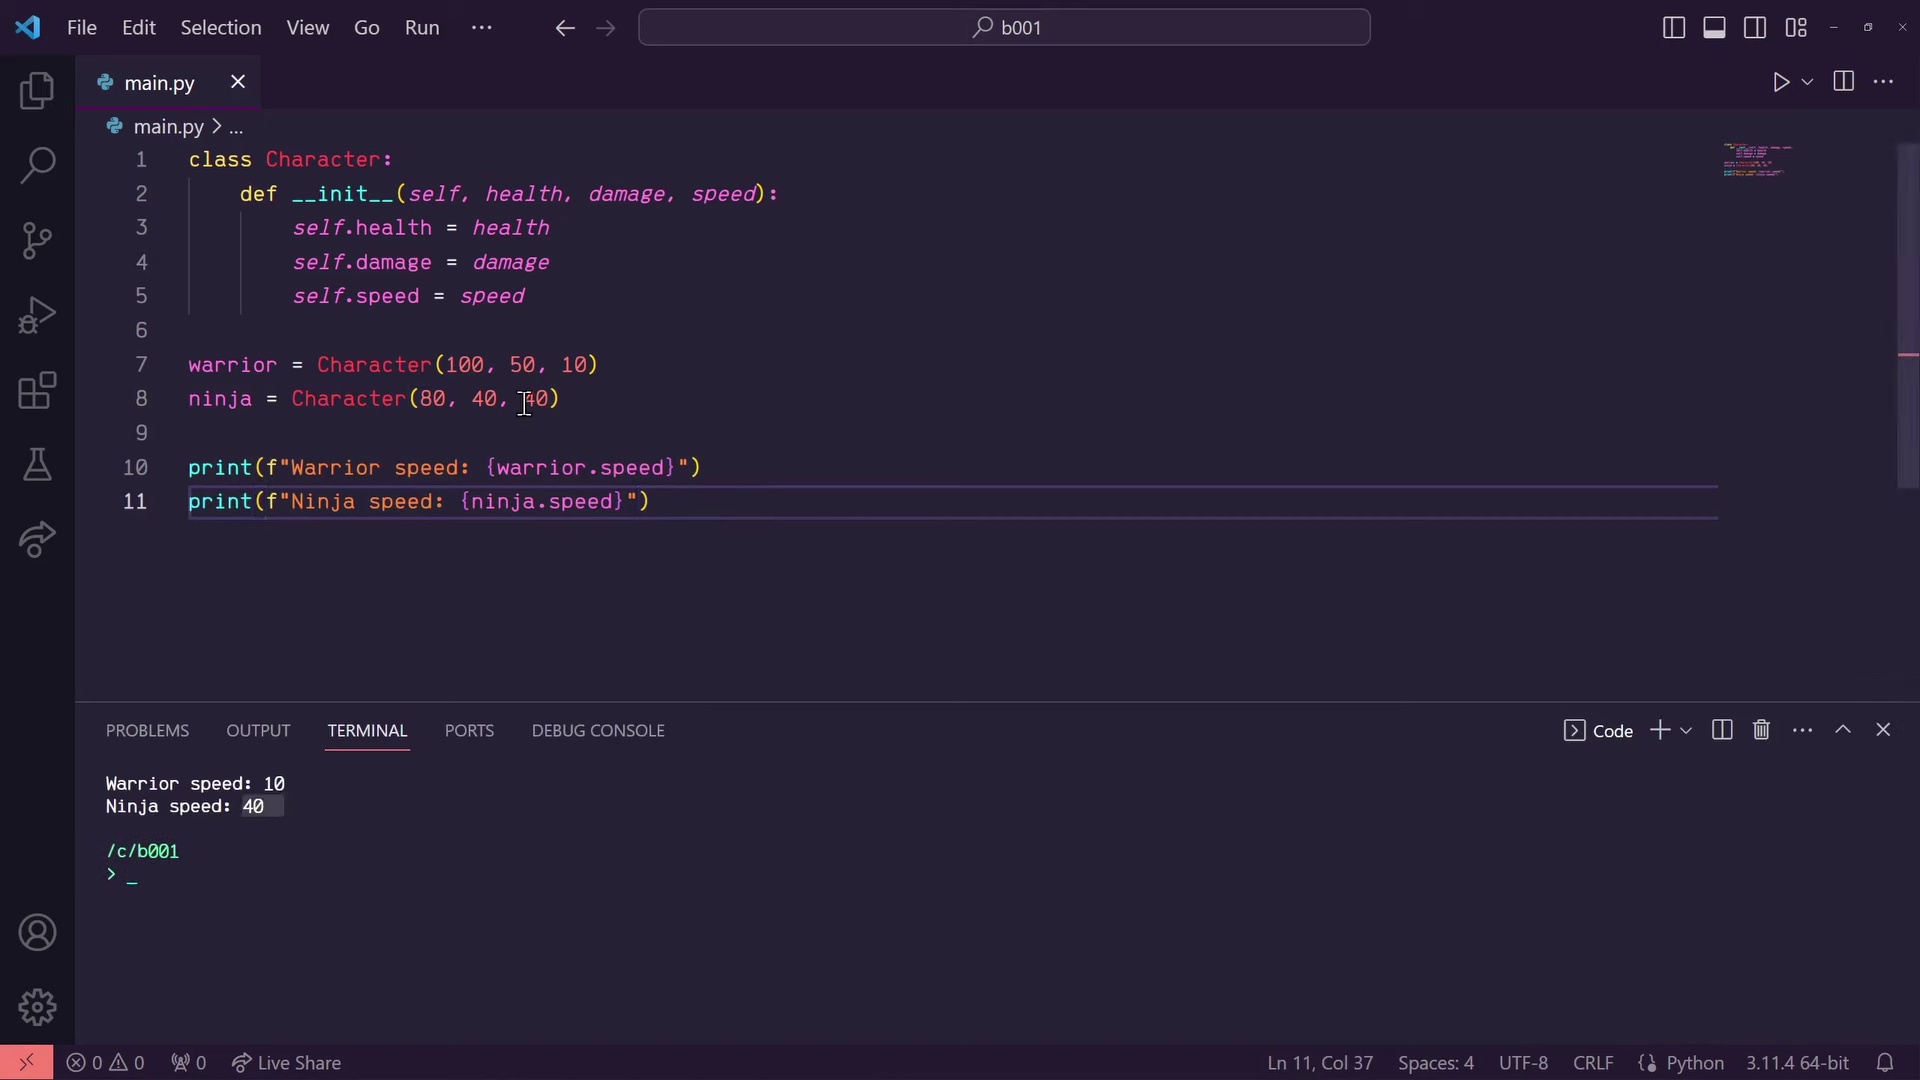 File Edit Selection View Go Run ··· b001
main.py
main.py > ...
1 class Character:
2     def __init__(self, health, damage, speed):
3         self.health = health
4         self.damage = damage
5         self.speed = speed
6
7 warrior = Character(100, 50, 10)
8 ninja = Character(80, 40, 40)
9
10 print(f"Warrior speed: {warrior.speed}")
11 print(f"Ninja speed: {ninja.speed}")
PROBLEMS OUTPUT TERMINAL PORTS DEBUG CONSOLE Code
Warrior speed: 10
Ninja speed: 40
/c/b001
> _
0 0 0 Live Share Ln 11, Col 37 Spaces: 4 UTF-8 CRLF Python 3.11.4 64-bit